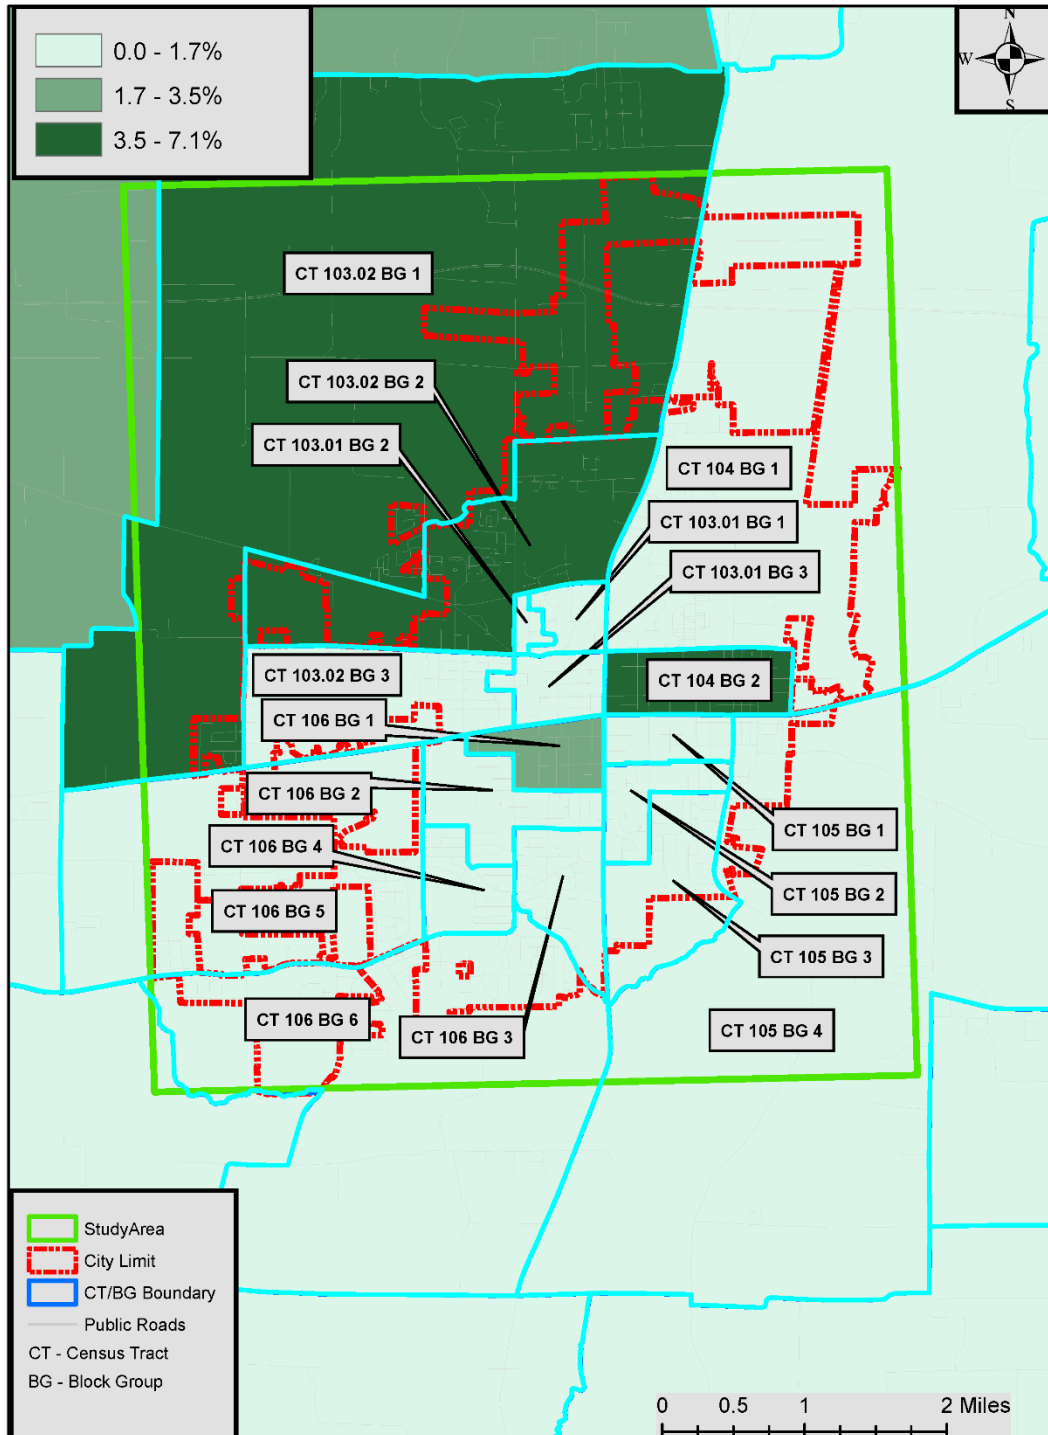 0.0 - 1.7%
1.7 - 3.5%
3.5 - 7.1%
N
W
S
CT 103.02 BG 1
CT 103.02 BG 2
CT 103.01 BG 2
CT 104 BG 1
CT 103.01 BG 1
CT 103.01 BG 3
CT 103.02 BG 3
CT 104 BG 2
CT 106 BG 1
CT 106 BG 2
CT 105 BG 1
CT 106 BG 4
CT 105 BG 2
CT 106 BG 5
CT 105 BG 3
CT 106 BG 6
CT 106 BG 3
CT 105 BG 4
StudyArea
City Limit
CT/BG Boundary
Public Roads
CT - Census Tract
BG - Block Group
0 0.5 1 2 Miles